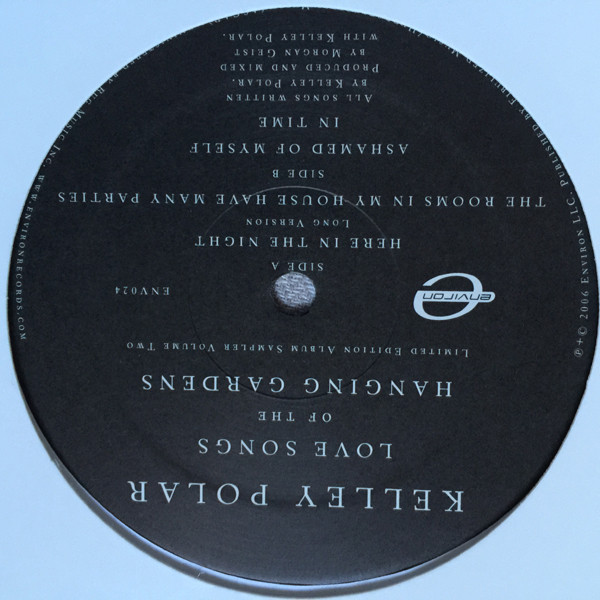 KELLEY POLAR
LOVE SONGS
OF THE
HANGING GARDENS
LIMITED EDITION ALBUM SAMPLER VOLUME TWO
environ
ENV024
SIDE A
HERE IN THE NIGHT
LONG VERSION
THE ROOMS IN MY HOUSE HAVE MANY PARTIES
SIDE B
ASHAMED OF MYSELF
IN TIME
ALL SONGS WRITTEN
BY KELLEY POLAR.
PRODUCED AND MIXED
BY MORGAN GEIST
WITH KELLEY POLAR.
℗+© 2006 ENVIRON LLC. PUBLISHED BY
MUSIC INC. WWW.ENVIRONRECORDS.COM